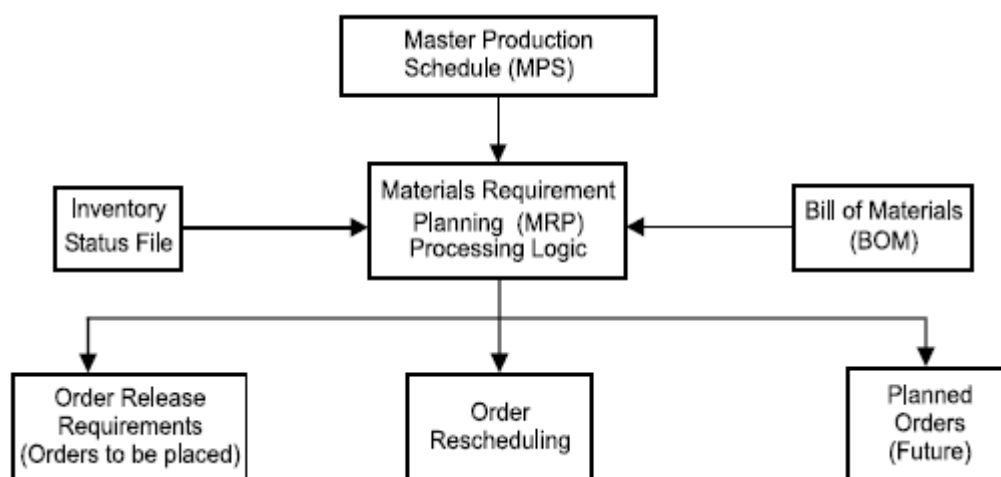 Master Production
Schedule (MPS)
Inventory
Status File
Materials Requirement
Planning (MRP)
Processing Logic
Bill of Materials
(BOM)
Order Release
Requirements
(Orders to be placed)
Order
Rescheduling
Planned
Orders
(Future)